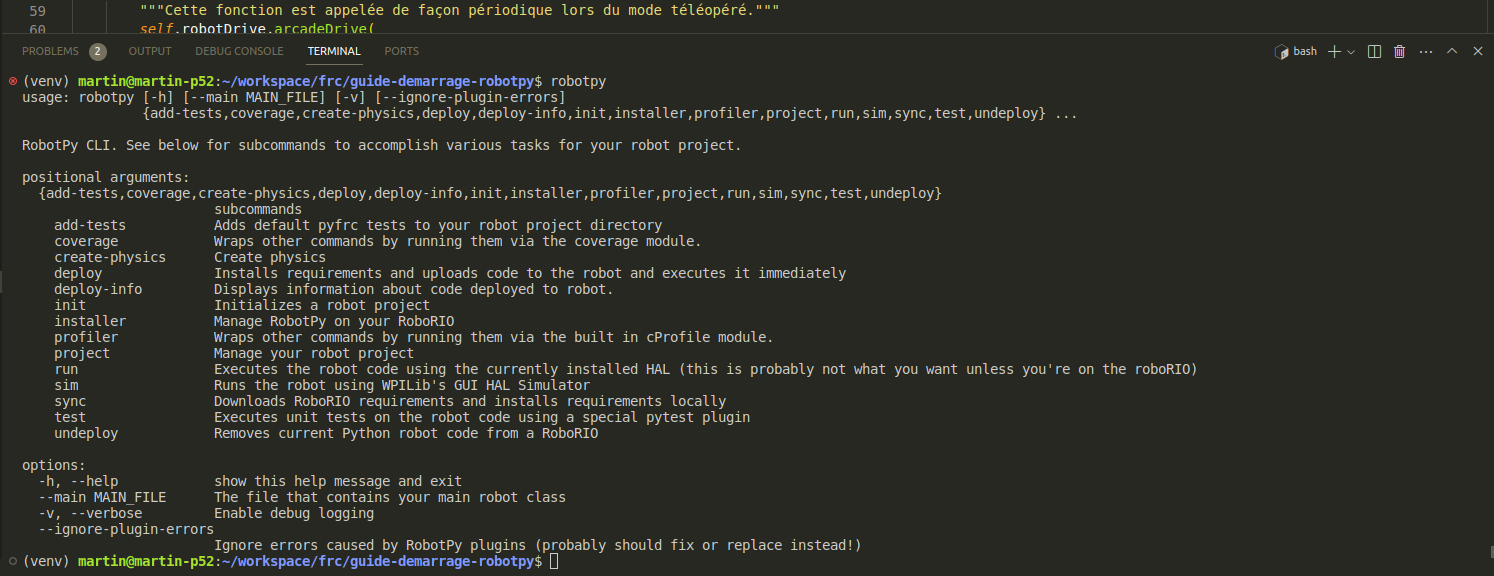 59 """Cette fonction est appelée de façon périodique lors du mode téléopéré."""
60 self.robotDrive.arcadeDrive(
PROBLEMS 2 OUTPUT DEBUG CONSOLE TERMINAL PORTS bash
(venv) martin@martin-p52:~/workspace/frc/guide-demarrage-robotpy$ robotpy
usage: robotpy [-h] [--main MAIN_FILE] [-v] [--ignore-plugin-errors]
{add-tests,coverage,create-physics,deploy,deploy-info,init,installer,profiler,project,run,sim,sync,test,undeploy} ...
RobotPy CLI. See below for subcommands to accomplish various tasks for your robot project.
positional arguments:
{add-tests,coverage,create-physics,deploy,deploy-info,init,installer,profiler,project,run,sim,sync,test,undeploy}
subcommands
add-tests Adds default pyfrc tests to your robot project directory
coverage Wraps other commands by running them via the coverage module.
create-physics Create physics
deploy Installs requirements and uploads code to the robot and executes it immediately
deploy-info Displays information about code deployed to robot.
init Initializes a robot project
installer Manage RobotPy on your RoboRIO
profiler Wraps other commands by running them via the built in cProfile module.
project Manage your robot project
run Executes the robot code using the currently installed HAL (this is probably not what you want unless you're on the roboRIO)
sim Runs the robot using WPILib's GUI HAL Simulator
sync Downloads RoboRIO requirements and installs requirements locally
test Executes unit tests on the robot code using a special pytest plugin
undeploy Removes current Python robot code from a RoboRIO
options:
-h, --help show this help message and exit
--main MAIN_FILE The file that contains your main robot class
-v, --verbose Enable debug logging
--ignore-plugin-errors
Ignore errors caused by RobotPy plugins (probably should fix or replace instead!)
(venv) martin@martin-p52:~/workspace/frc/guide-demarrage-robotpy$